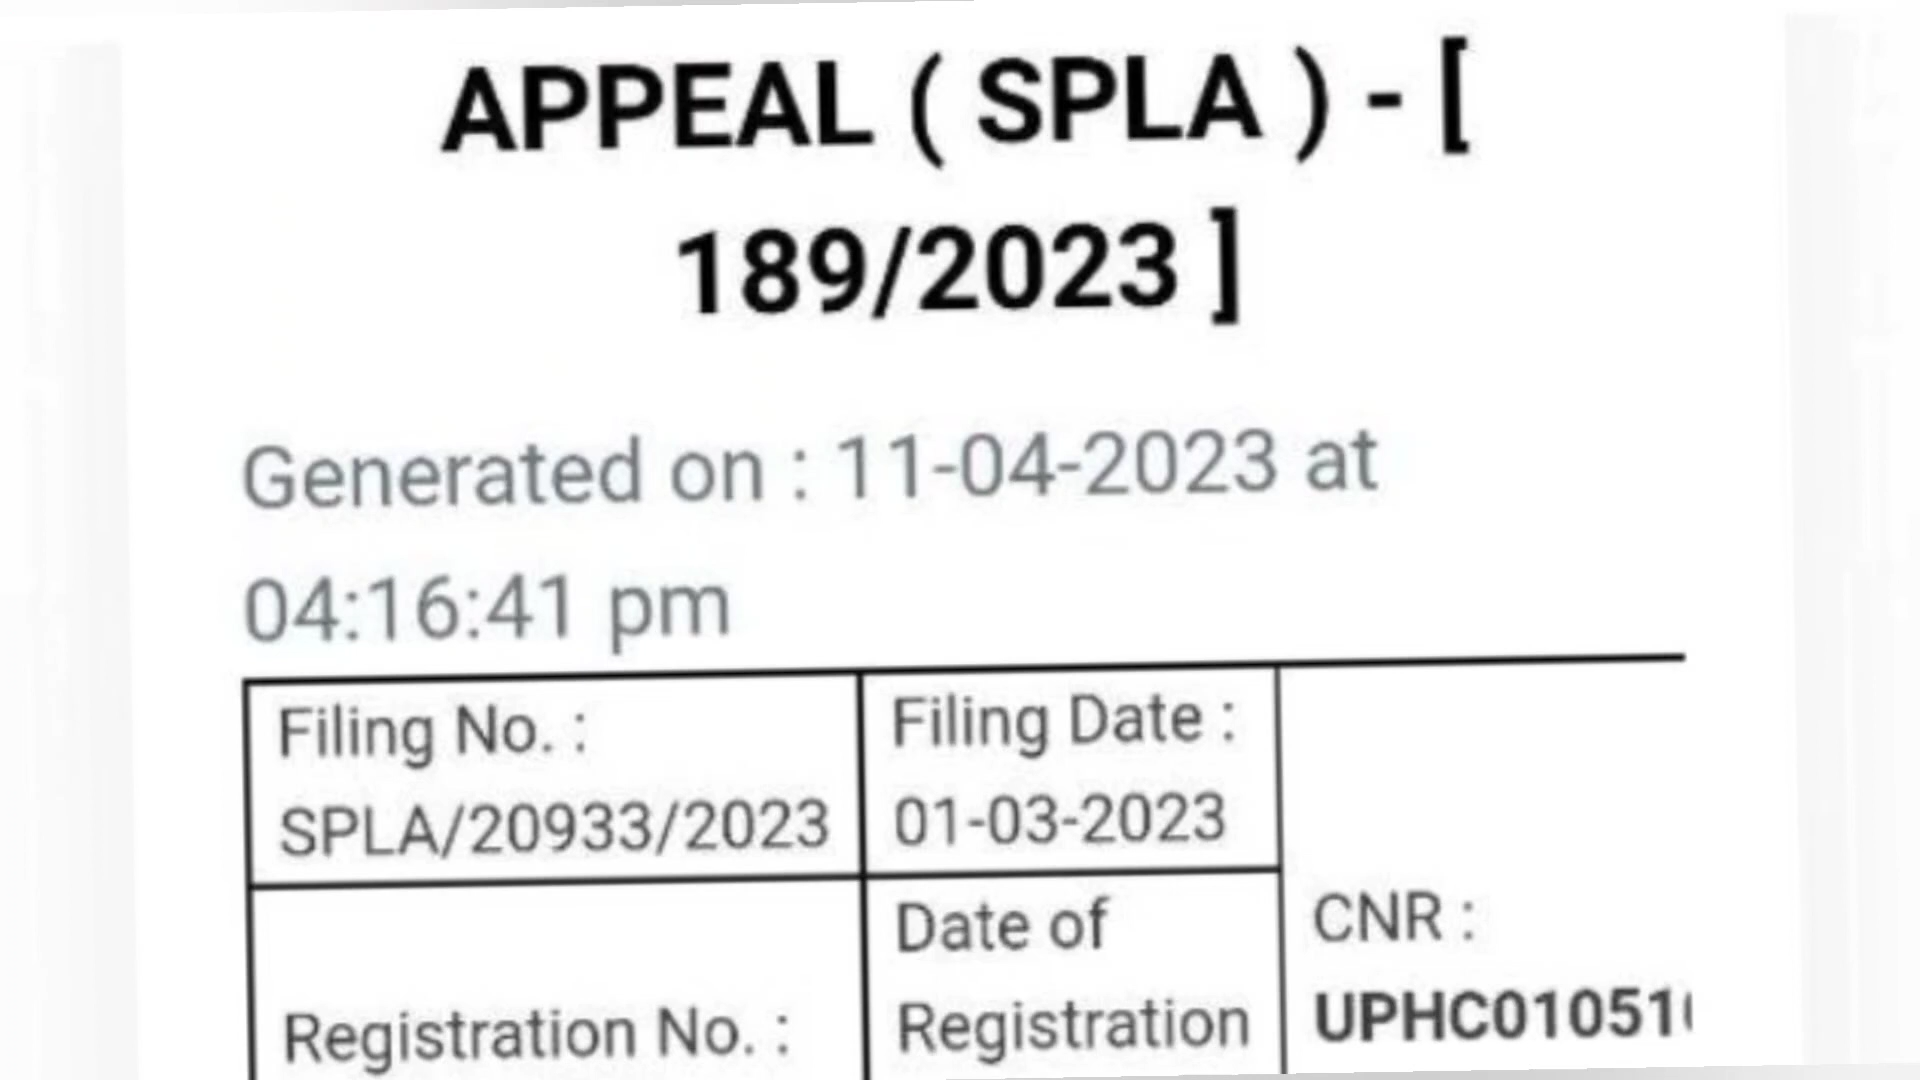 APPEAL ( SPLA ) - [
189/2023 ]
Generated on : 11-04-2023 at
04:16:41 pm
Filing No. :
SPLA/20933/2023
Filing Date :
01-03-2023
Registration No. :
Date of
Registration
CNR :
UPHC01051